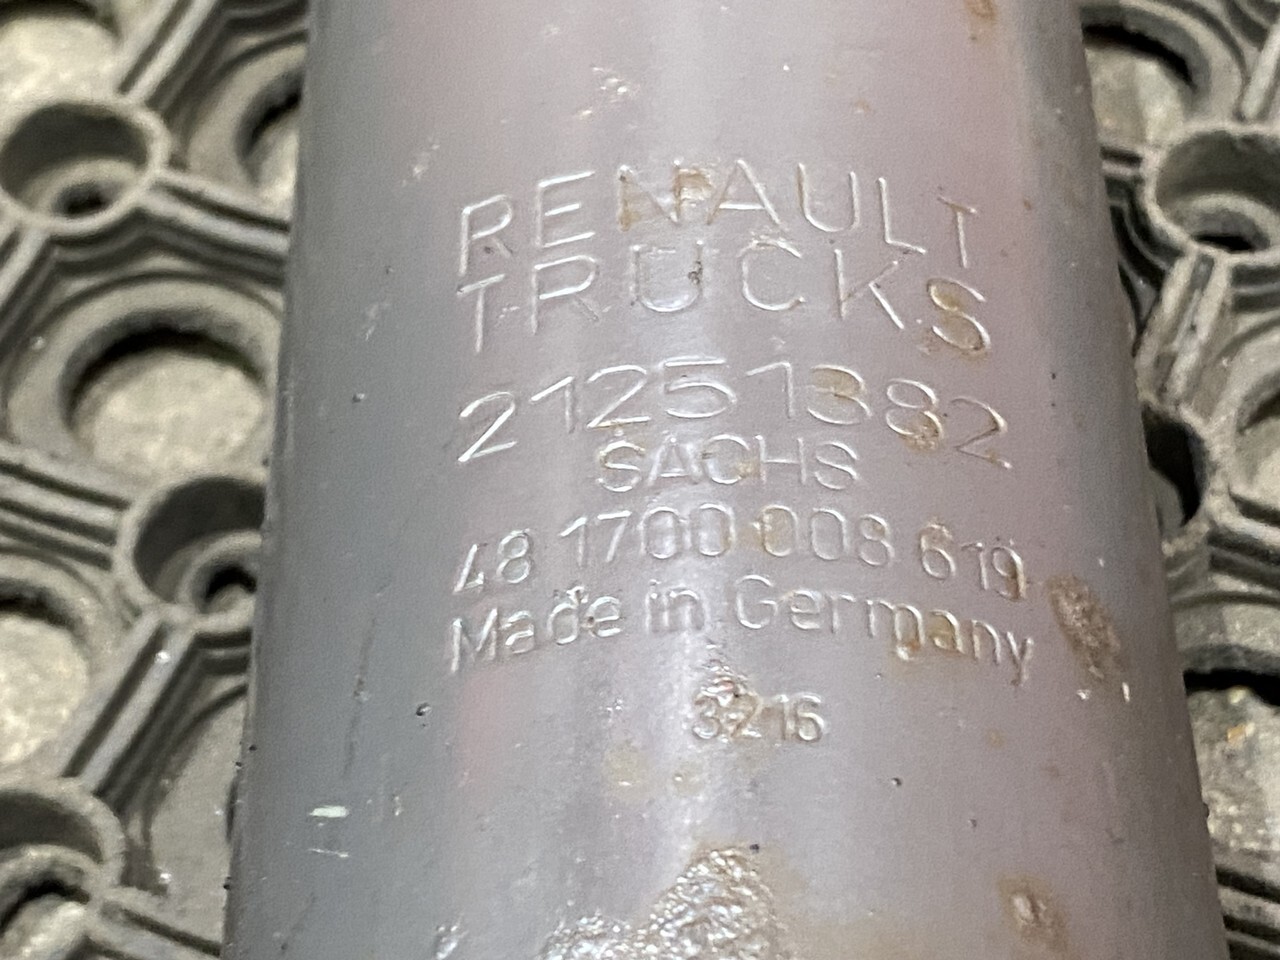 RENAULT
TRUCKS
21251382
SACHS
48 1700 008 619
Made in Germany
3216